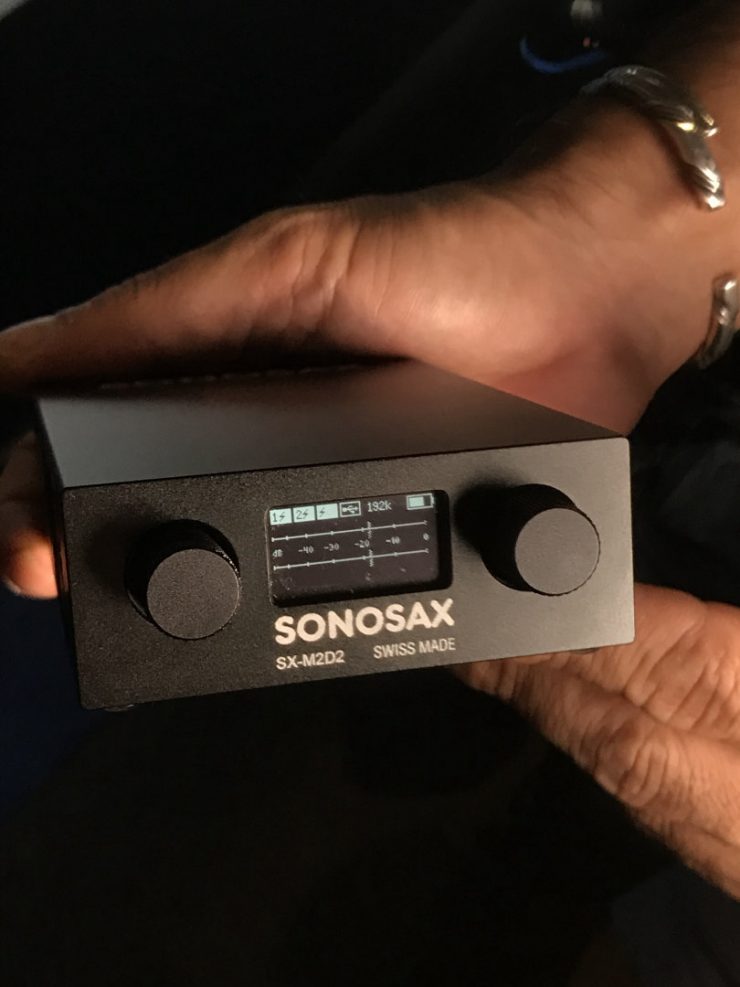 1 2 192k
dB -40 -30 -20 -10 0
SONOSAX
SX-M2D2 SWISS MADE